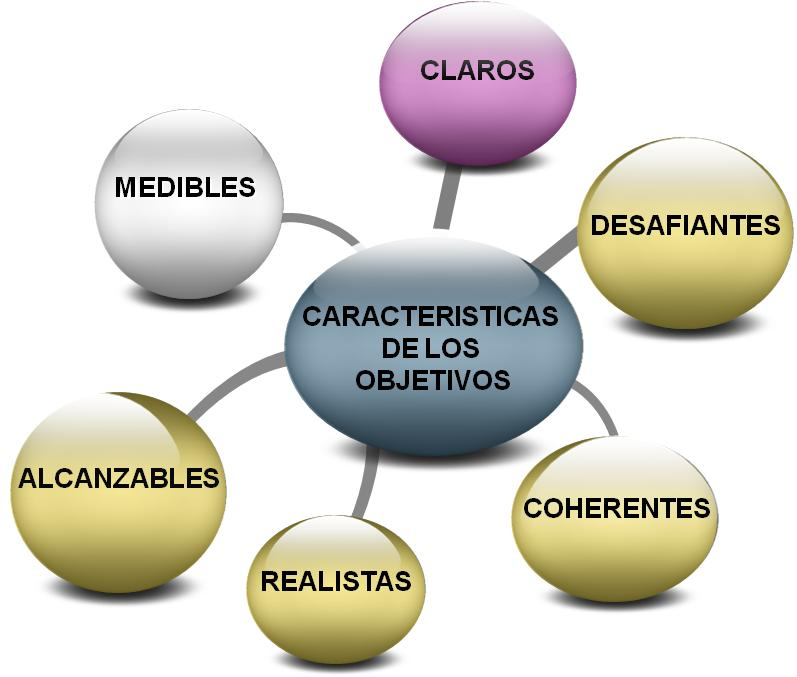 CLAROS
MEDIBLES
DESAFIANTES
CARACTERISTICAS
DE LOS
OBJETIVOS
ALCANZABLES
COHERENTES
REALISTAS